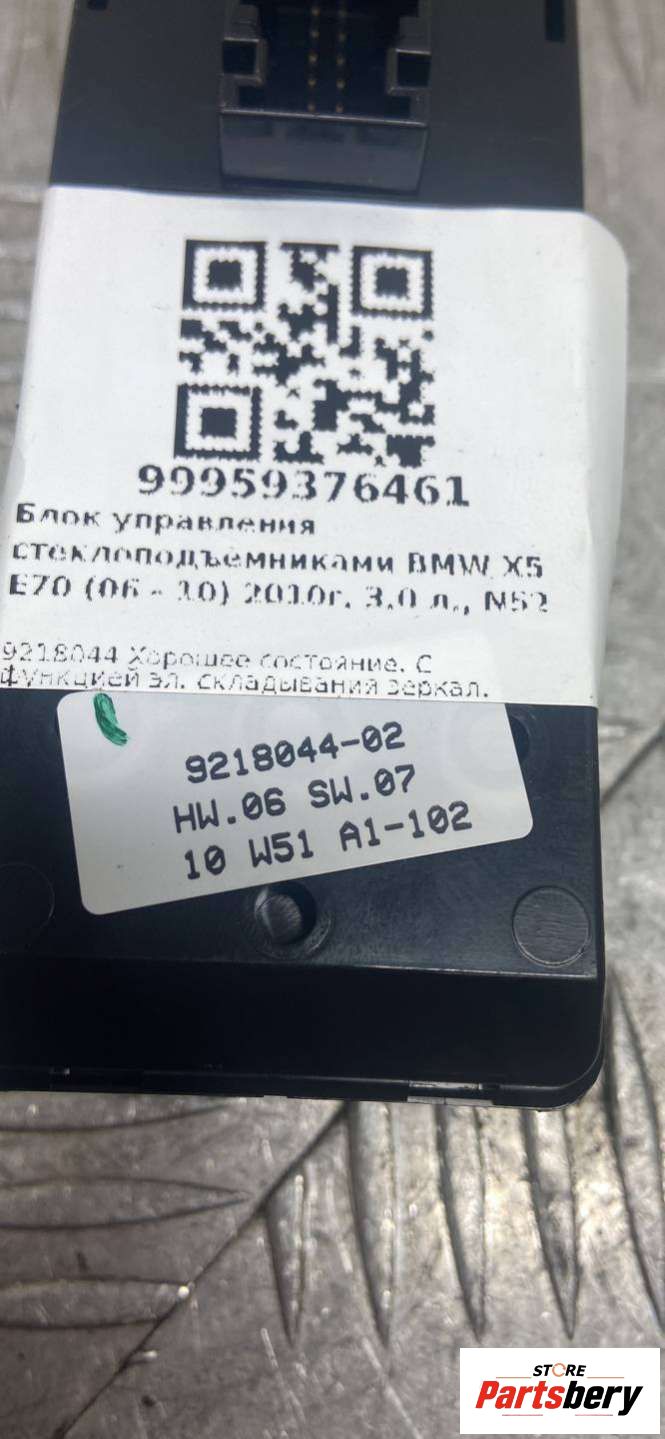 99959376461
Блок управления
стеклоподъемниками BMW X5
E70 (06 - 10) 2010г. 3.0 л., N52
9218044 Хорошее состояние. С
функцией эл. складывания зеркал.
9218044-02
HW.06 SW.07
10 W51 A1-102
STORE
Partsbery